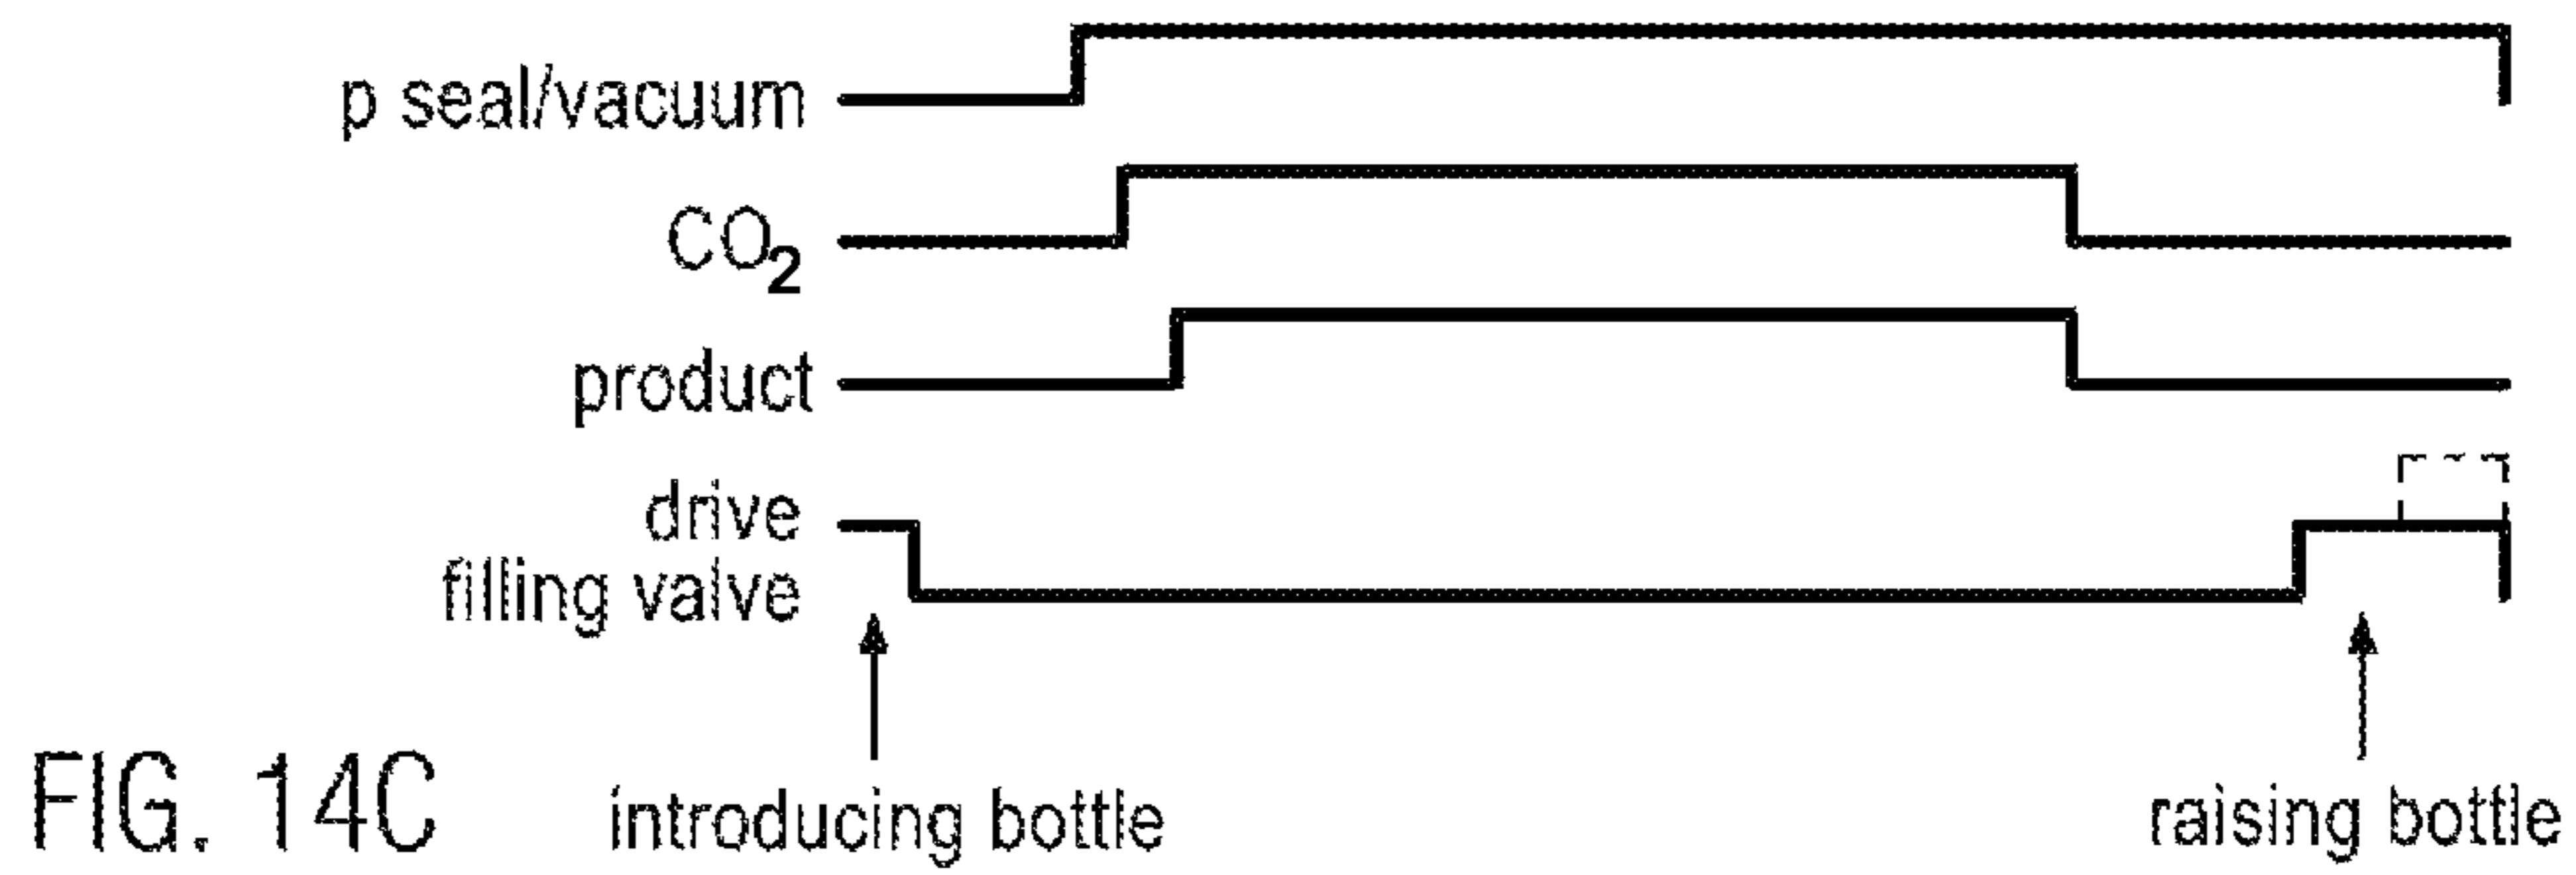 p seal/vacuum
CO₂
product
drive
filling valve
introducing bottle
raising bottle
FIG. 14C